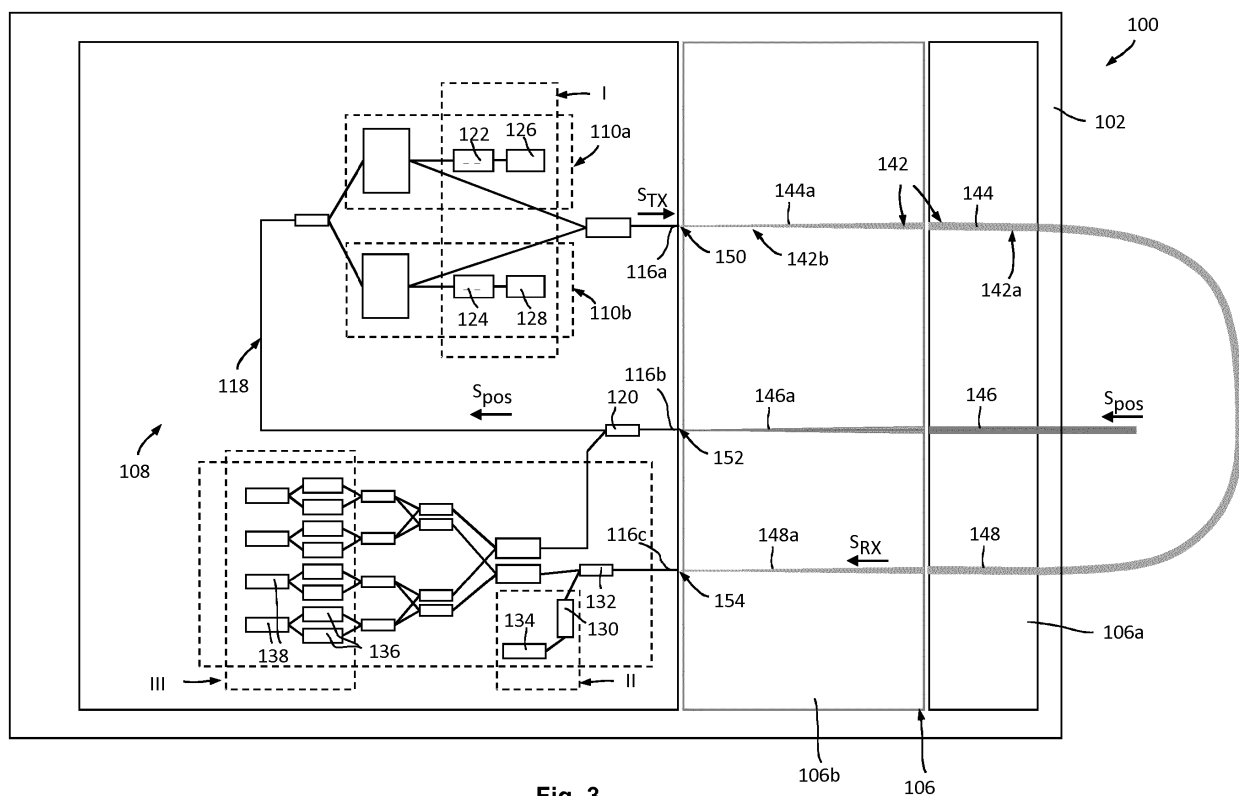 100
I
102
122
126
110a
142
144
S_TX
144a
116a
150
142b
142a
124
128
110b
118
116b
S_pos
120
146a
146
S_pos
152
108
116c
148a
S_RX
148
132
154
134
130
106a
138
136
III
II
106b
106
Fig. 3